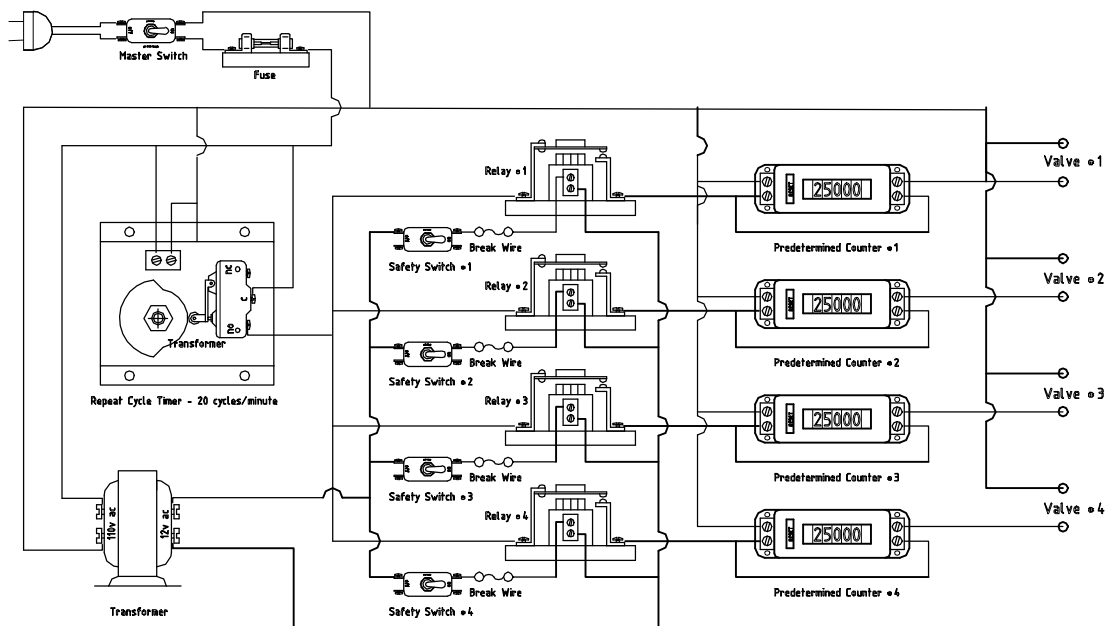 Master Switch
Fuse
Relay #1
Valve #1
25000
Predetermined Counter #1
Break Wire
Safety Switch #1
nc
c
no
Transformer
Repeat Cycle Timer - 20 cycles/minute
Relay #2
Valve #2
25000
Predetermined Counter #2
Break Wire
Safety Switch #2
Relay #3
Valve #3
25000
Predetermined Counter #3
Break Wire
Safety Switch #3
Relay #4
Valve #4
25000
Predetermined Counter #4
Break Wire
Safety Switch #4
110v ac
12v ac
Transformer